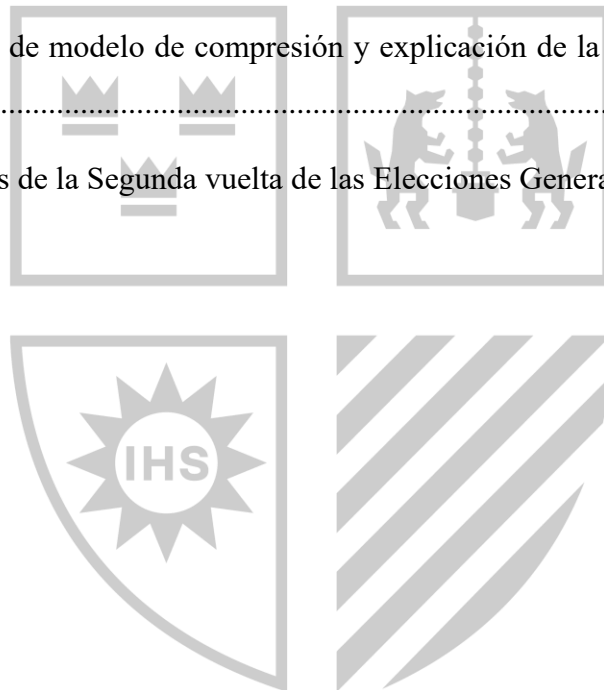 de modelo de compresión y explicación de la
................................................................................
s de la Segunda vuelta de las Elecciones Genera
IHS